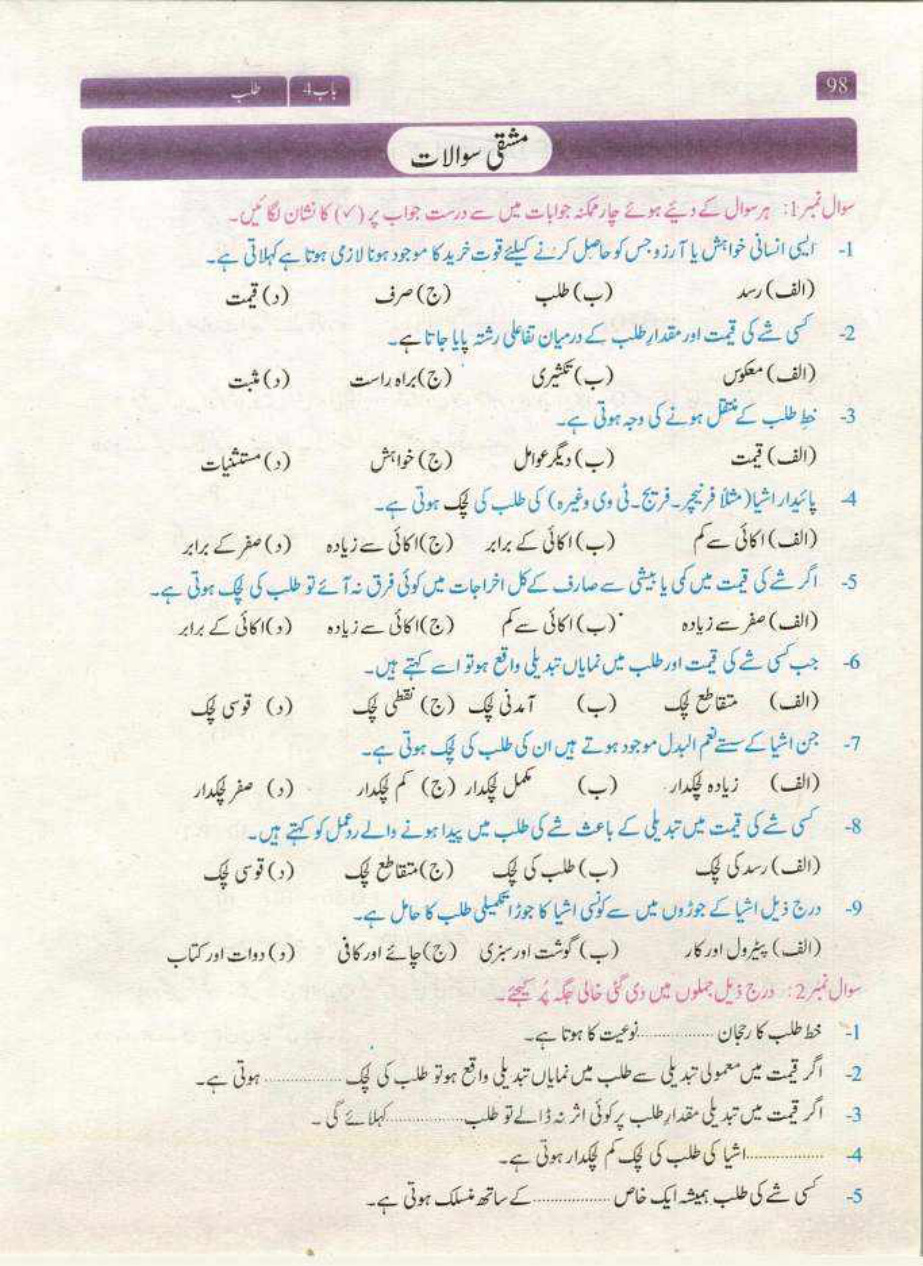 98
باب 4 طلب
مشقی سوالات
سوال نمبر 1: ہر سوال کے دیئے ہوئے چار ممکنہ جوابات میں سے درست جواب پر (✓) کا نشان لگائیں۔
1- ایسی انسانی خواہش یا آرزو جس کو حاصل کرنے کیلئے قوت خرید کا موجود ہونا لازمی ہوتا ہے کہلاتی ہے۔
(الف) رسد (ب) طلب (ج) صرف (د) قیمت
2- کسی شے کی قیمت اور مقدارِ طلب کے درمیان تفاعلی رشتہ پایا جاتا ہے۔
(الف) معکوس (ب) تکثیری (ج) براہ راست (د) مثبت
3- خطِ طلب کے منتقل ہونے کی وجہ ہوتی ہے۔
(الف) قیمت (ب) دیگر عوامل (ج) خواہش (د) مستثنیات
4- پائیدار اشیا (مثلاً فرنیچر۔ فریج۔ ٹی وی وغیرہ) کی طلب کی لچک ہوتی ہے۔
(الف) اکائی سے کم (ب) اکائی کے برابر (ج) اکائی سے زیادہ (د) صفر کے برابر
5- اگر شے کی قیمت میں کمی یا بیشی سے صارف کے کل اخراجات میں کوئی فرق نہ آئے تو طلب کی لچک ہوتی ہے۔
(الف) صفر سے زیادہ (ب) اکائی سے کم (ج) اکائی سے زیادہ (د) اکائی کے برابر
6- جب کسی شے کی قیمت اور طلب میں نمایاں تبدیلی واقع ہو تو اسے کہتے ہیں۔
(الف) متقاطع لچک (ب) آمدنی لچک (ج) نقطی لچک (د) قوسی لچک
7- جن اشیا کے سستے نعم البدل موجود ہوتے ہیں ان کی طلب کی لچک ہوتی ہے۔
(الف) زیادہ لچکدار (ب) مکمل لچکدار (ج) کم لچکدار (د) صفر لچکدار
8- کسی شے کی قیمت میں تبدیلی کے باعث شے کی طلب میں پیدا ہونے والے ردعمل کو کہتے ہیں۔
(الف) رسد کی لچک (ب) طلب کی لچک (ج) متقاطع لچک (د) قوسی لچک
9- درج ذیل اشیا کے جوڑوں میں سے کونسی اشیا کا جوڑا تکمیلی طلب کا حامل ہے۔
(الف) پیٹرول اور کار (ب) گوشت اور سبزی (ج) چائے اور کافی (د) دوات اور کتاب
سوال نمبر 2: درج ذیل جملوں میں دی گئی خالی جگہ پُر کیجئے۔
1- خط طلب کا رجحان ................. نوعیت کا ہوتا ہے۔
2- اگر قیمت میں معمولی تبدیلی سے طلب میں نمایاں تبدیلی واقع ہو تو طلب کی لچک ................. ہوتی ہے۔
3- اگر قیمت میں تبدیلی مقدارِ طلب پر کوئی اثر نہ ڈالے تو طلب ................. کہلائے گی۔
4- ................. اشیا کی طلب کی لچک کم لچکدار ہوتی ہے۔
5- کسی شے کی طلب ہمیشہ ایک خاص ................. کے ساتھ منسلک ہوتی ہے۔